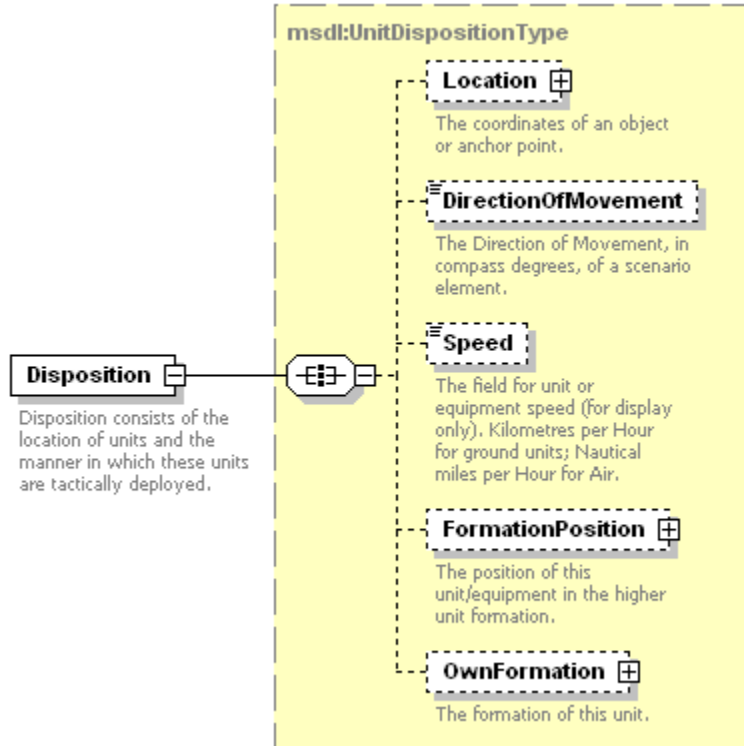 msdl:UnitDispositionType
Location
The coordinates of an object
or anchor point.
DirectionOfMovement
The Direction of Movement, in
compass degrees, of a scenario
element.
Speed
The field for unit or
equipment speed (for display
only). Kilometres per Hour
for ground units; Nautical
miles per Hour for Air.
Disposition
Disposition consists of the
location of units and the
manner in which these units
are tactically deployed.
FormationPosition
The position of this
unit/equipment in the higher
unit formation.
OwnFormation
The formation of this unit.